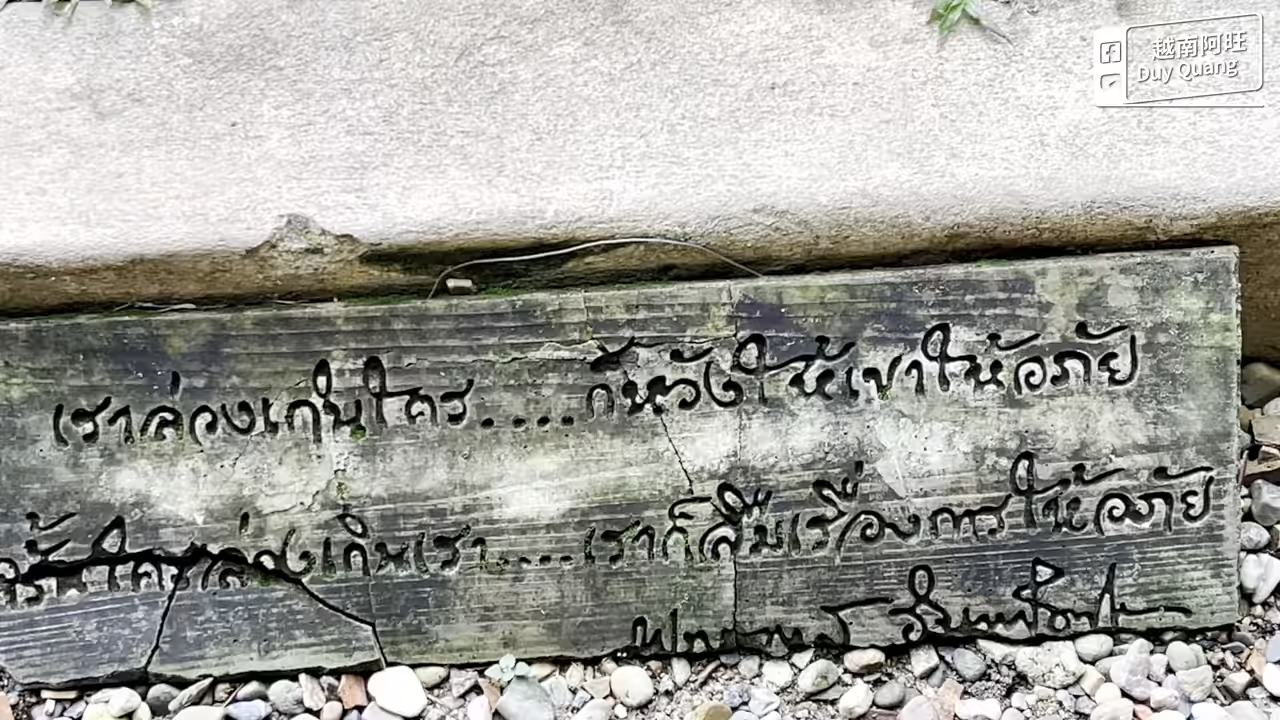 越南阿旺
Duy Quang
เราล่วงเกินใคร.....ก็หวังให้เขาให้อภัย
ใครล่วงเกินเรา.....เราก็ลืมเรื่องการให้อภัย